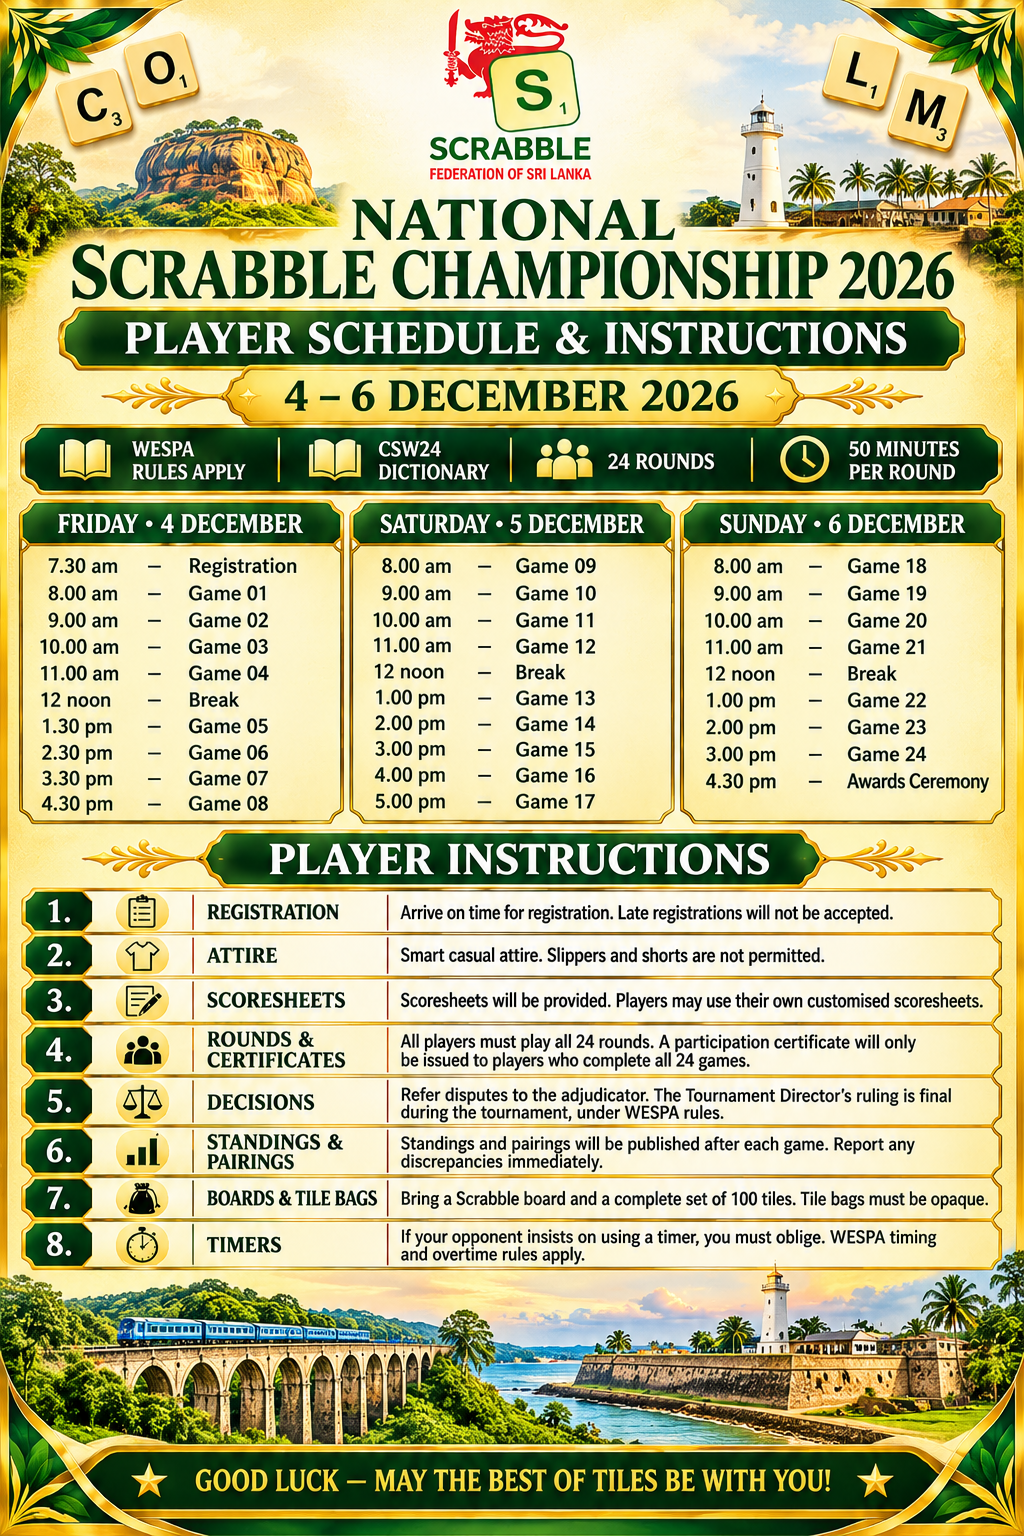 C3 O1 L1 M3
S1
SCRABBLE
FEDERATION OF SRI LANKA
NATIONAL
SCRABBLE CHAMPIONSHIP 2026
PLAYER SCHEDULE & INSTRUCTIONS
4 – 6 DECEMBER 2026
WESPA
RULES APPLY
CSW24
DICTIONARY
24 ROUNDS
50 MINUTES
PER ROUND
FRIDAY • 4 DECEMBER
7.30 am – Registration
8.00 am – Game 01
9.00 am – Game 02
10.00 am – Game 03
11.00 am – Game 04
12 noon – Break
1.30 pm – Game 05
2.30 pm – Game 06
3.30 pm – Game 07
4.30 pm – Game 08
SATURDAY • 5 DECEMBER
8.00 am – Game 09
9.00 am – Game 10
10.00 am – Game 11
11.00 am – Game 12
12 noon – Break
1.00 pm – Game 13
2.00 pm – Game 14
3.00 pm – Game 15
4.00 pm – Game 16
5.00 pm – Game 17
SUNDAY • 6 DECEMBER
8.00 am – Game 18
9.00 am – Game 19
10.00 am – Game 20
11.00 am – Game 21
12 noon – Break
1.00 pm – Game 22
2.00 pm – Game 23
3.00 pm – Game 24
4.30 pm – Awards Ceremony
PLAYER INSTRUCTIONS
1. REGISTRATION Arrive on time for registration. Late registrations will not be accepted.
2. ATTIRE Smart casual attire. Slippers and shorts are not permitted.
3. SCORESHEETS Scoresheets will be provided. Players may use their own customised scoresheets.
4. ROUNDS &
CERTIFICATES
All players must play all 24 rounds. A participation certificate will only
be issued to players who complete all 24 games.
5. DECISIONS
Refer disputes to the adjudicator. The Tournament Director's ruling is final
during the tournament, under WESPA rules.
6. STANDINGS &
PAIRINGS
Standings and pairings will be published after each game. Report any
discrepancies immediately.
7. BOARDS & TILE BAGS Bring a Scrabble board and a complete set of 100 tiles. Tile bags must be opaque.
8. TIMERS
If your opponent insists on using a timer, you must oblige. WESPA timing
and overtime rules apply.
GOOD LUCK – MAY THE BEST OF TILES BE WITH YOU!